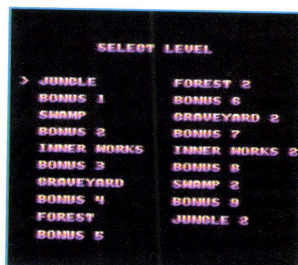 SELECT LEVEL
> JUNGLE
BONUS 1
SWAMP
BONUS 2
INNER WORKS
BONUS 3
GRAVEYARD
BONUS 4
FOREST
BONUS 5
FOREST 2
BONUS 6
GRAVEYARD 2
BONUS 7
INNER WORKS 2
BONUS 8
SWAMP 2
BONUS 9
JUNGLE 2